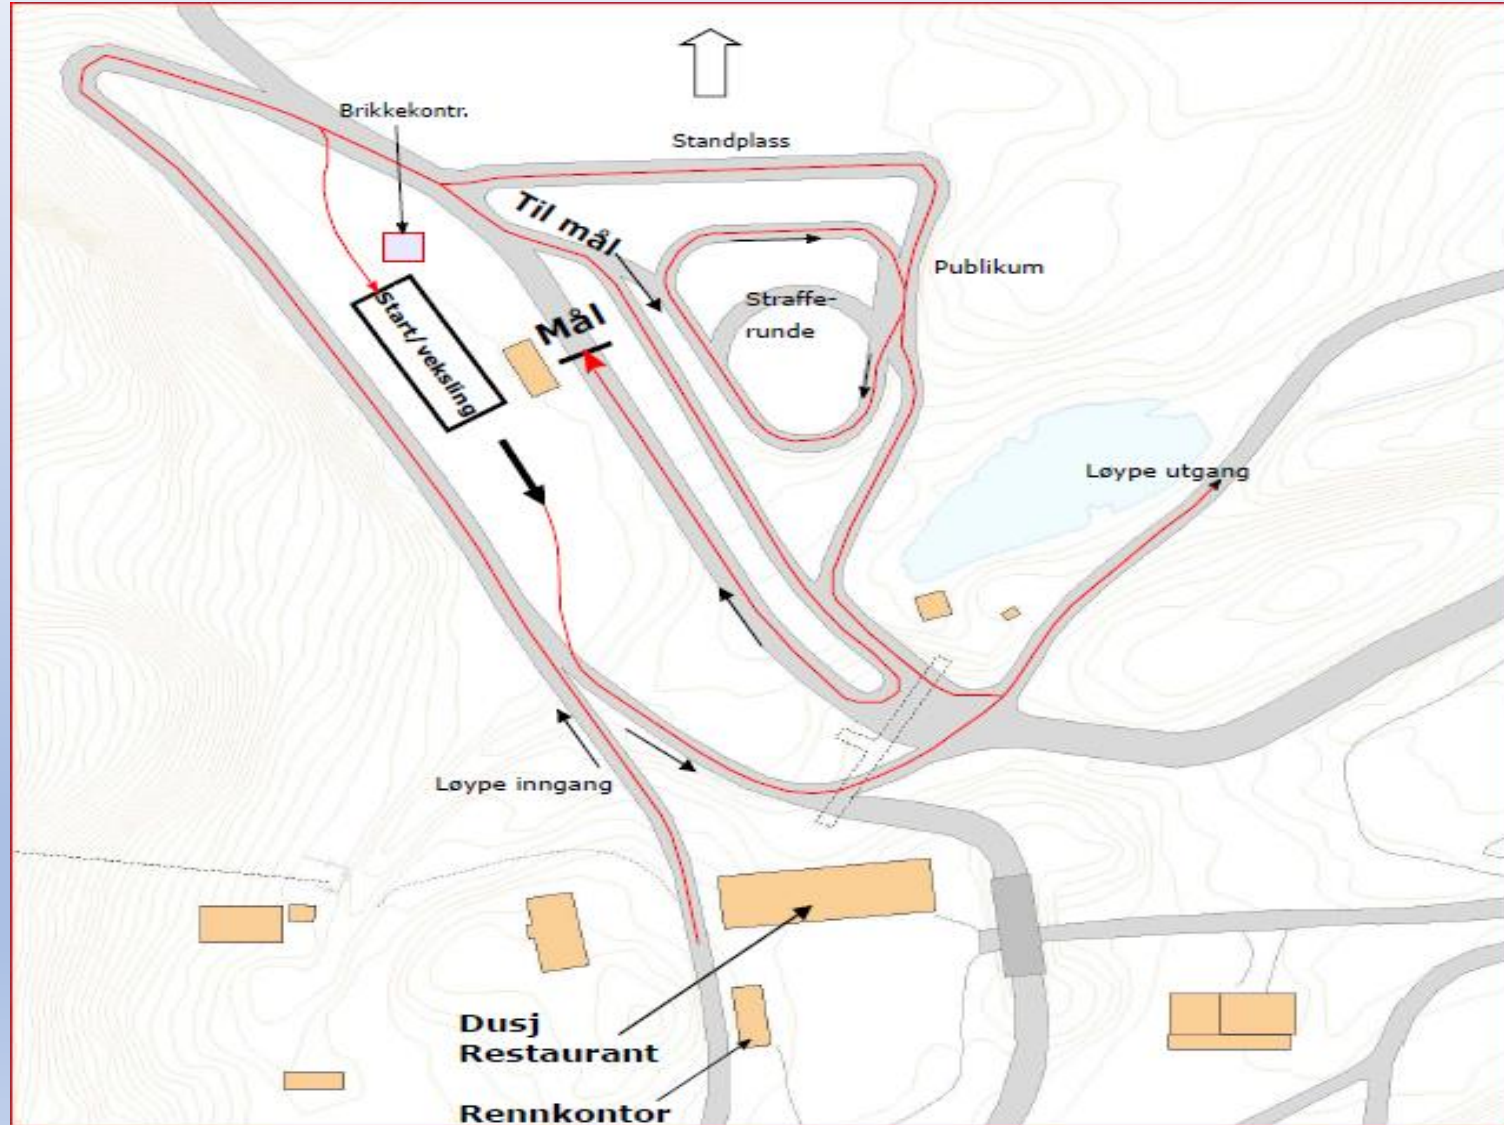 Brikkekontr.
Standplass
Til mål
Publikum
Straffe-
runde
Mål
Start/veksling
Løype utgang
Løype inngang
Dusj
Restaurant
Rennkontor